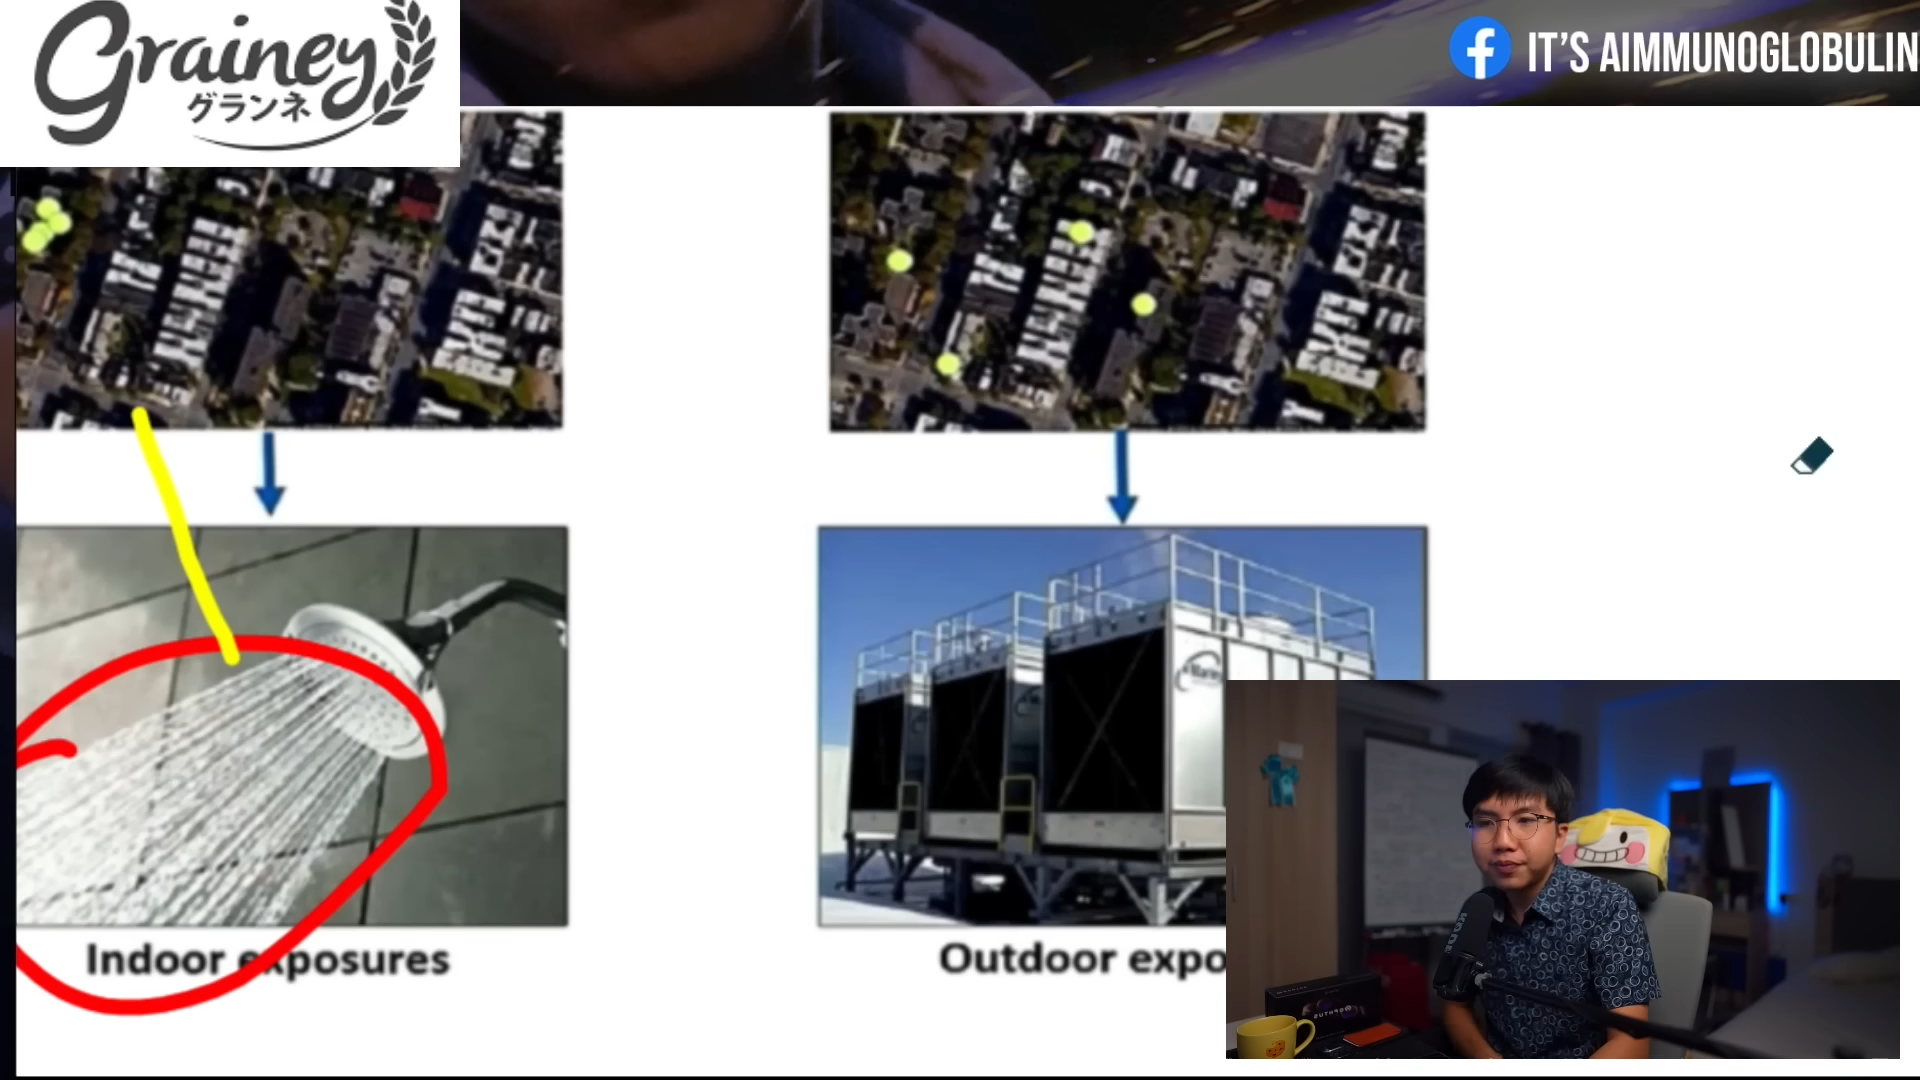 Grainey
グランネ
IT'S AIMMUNOGLOBULIN
Indoor exposures
Outdoor expo